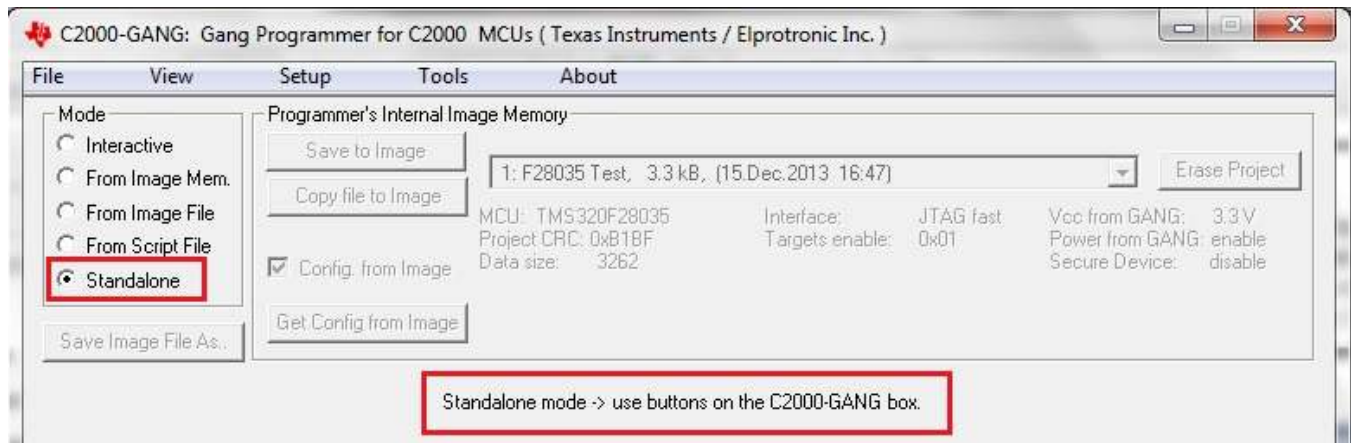 C2000-GANG: Gang Programmer for C2000 MCUs ( Texas Instruments / Elprotronic Inc. )
File View Setup Tools About
Mode
Interactive
From Image Mem.
From Image File
From Script File
Standalone
Save Image File As..
Programmer's Internal Image Memory
Save to Image
Copy file to Image
Config. from Image
Get Config from Image
1: F28035 Test, 3.3 kB, (15.Dec.2013 16:47)
Erase Project
MCU: TMS320F28035 Interface: JTAG fast Vcc from GANG: 3.3 V
Project CRC: 0xB1BF Targets enable: 0x01 Power from GANG: enable
Data size: 3262 Secure Device: disable
Standalone mode -> use buttons on the C2000-GANG box.